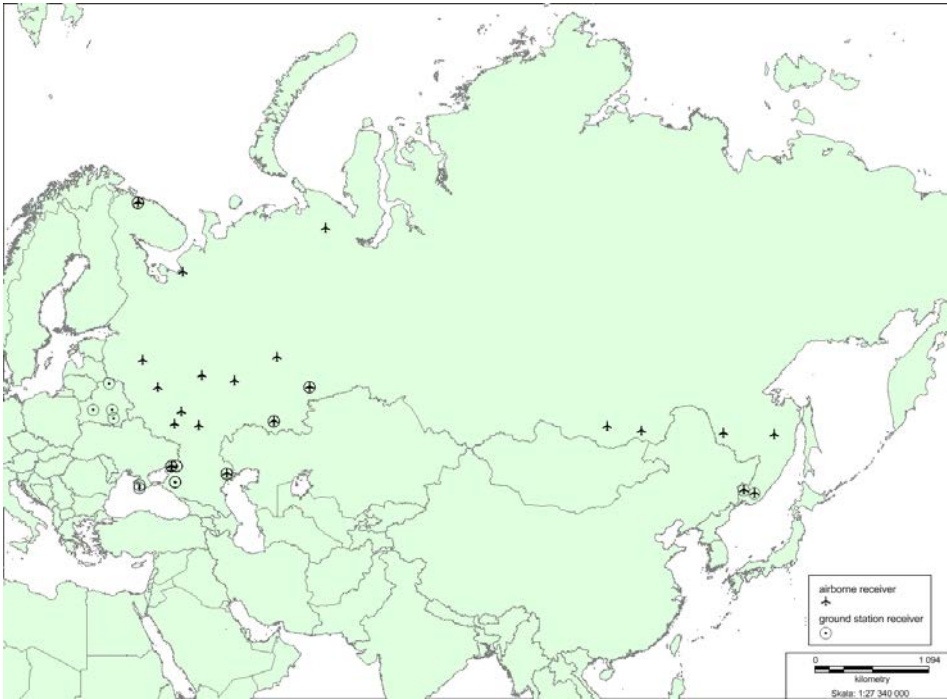 airborne receiver
ground station receiver
0 1 094
kilometry
Skala: 1:27 340 000